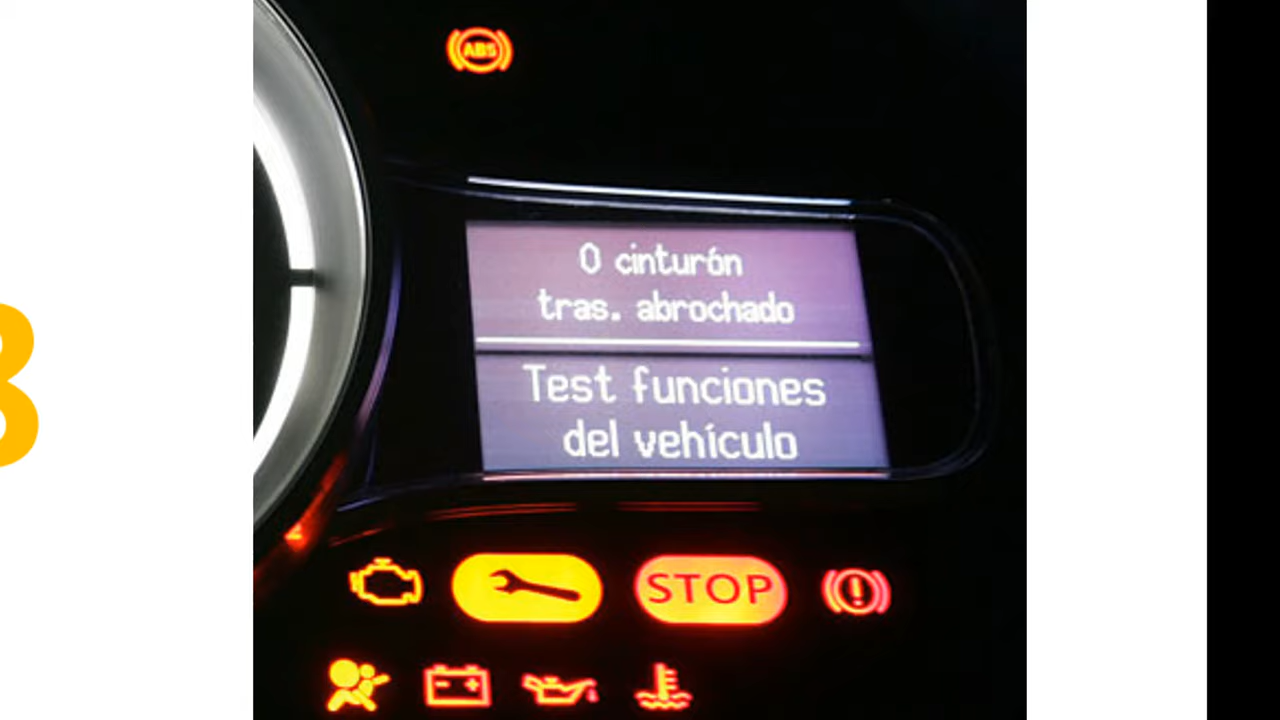 ABS
0 cinturón
tras. abrochado
Test funciones
del vehículo
STOP